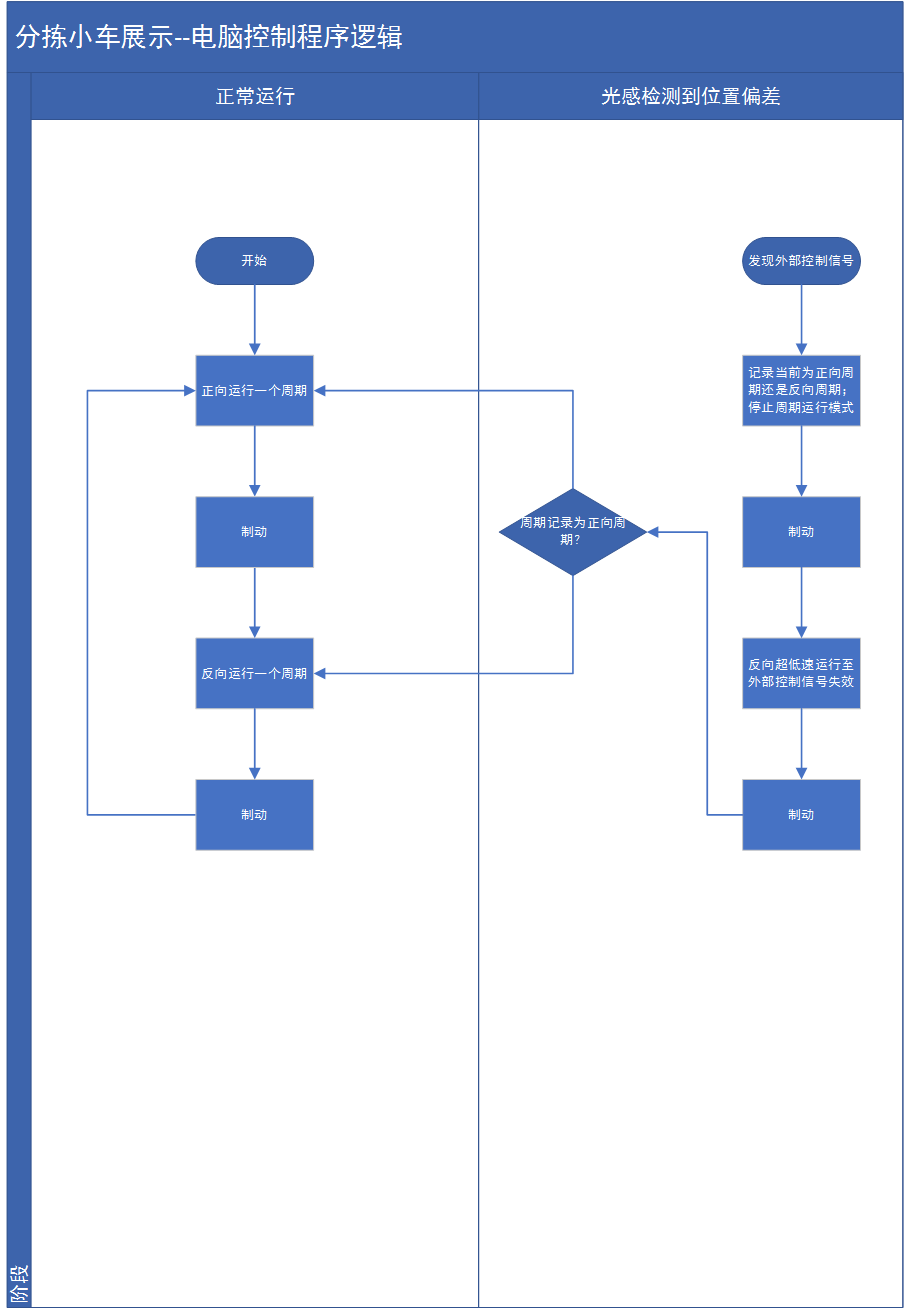 分拣小车展示--电脑控制程序逻辑
正常运行
光感检测到位置偏差
开始
正向运行一个周期
制动
反向运行一个周期
制动
发现外部控制信号
记录当前为正向周
期还是反向周期；
停止周期运行模式
制动
反向超低速运行至
外部控制信号失效
制动
周期记录为正向周
期？
阶段